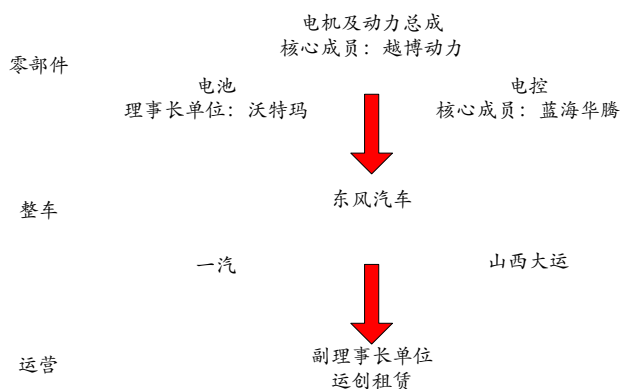 电机及动力总成
核心成员：越博动力
零部件
电池
理事长单位：沃特玛
电控
核心成员：蓝海华腾
东风汽车
整车
一汽
山西大运
副理事长单位
运创租赁
运营